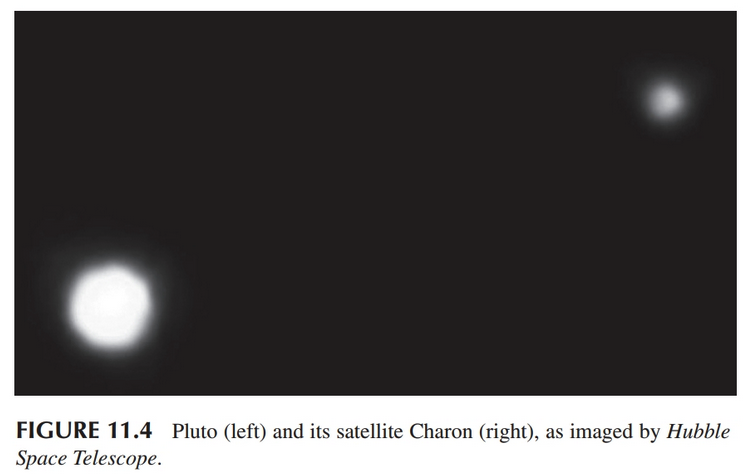 FIGURE 11.4 Pluto (left) and its satellite Charon (right), as imaged by Hubble
Space Telescope.